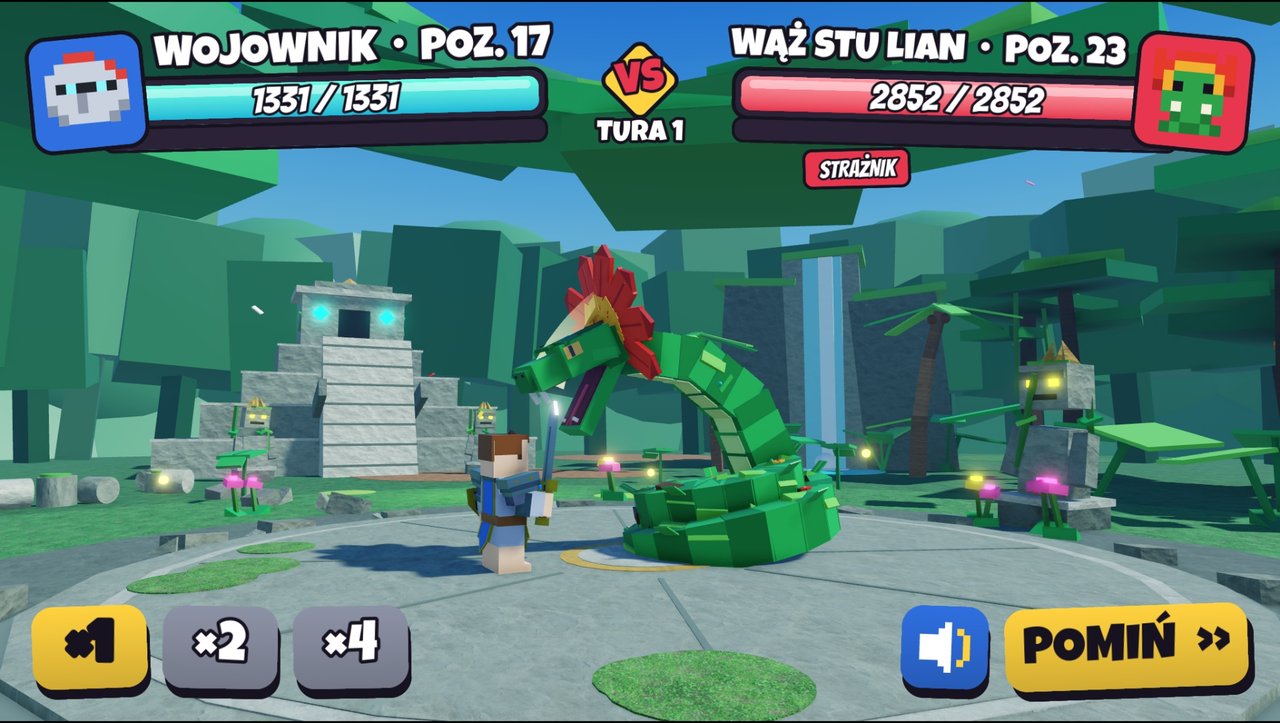 WOJOWNIK • POZ. 17
1331 / 1331
VS
TURA 1
WĄŻ STU LIAN • POZ. 23
2852 / 2852
STRAŻNIK
×1
×2
×4
POMIŃ »